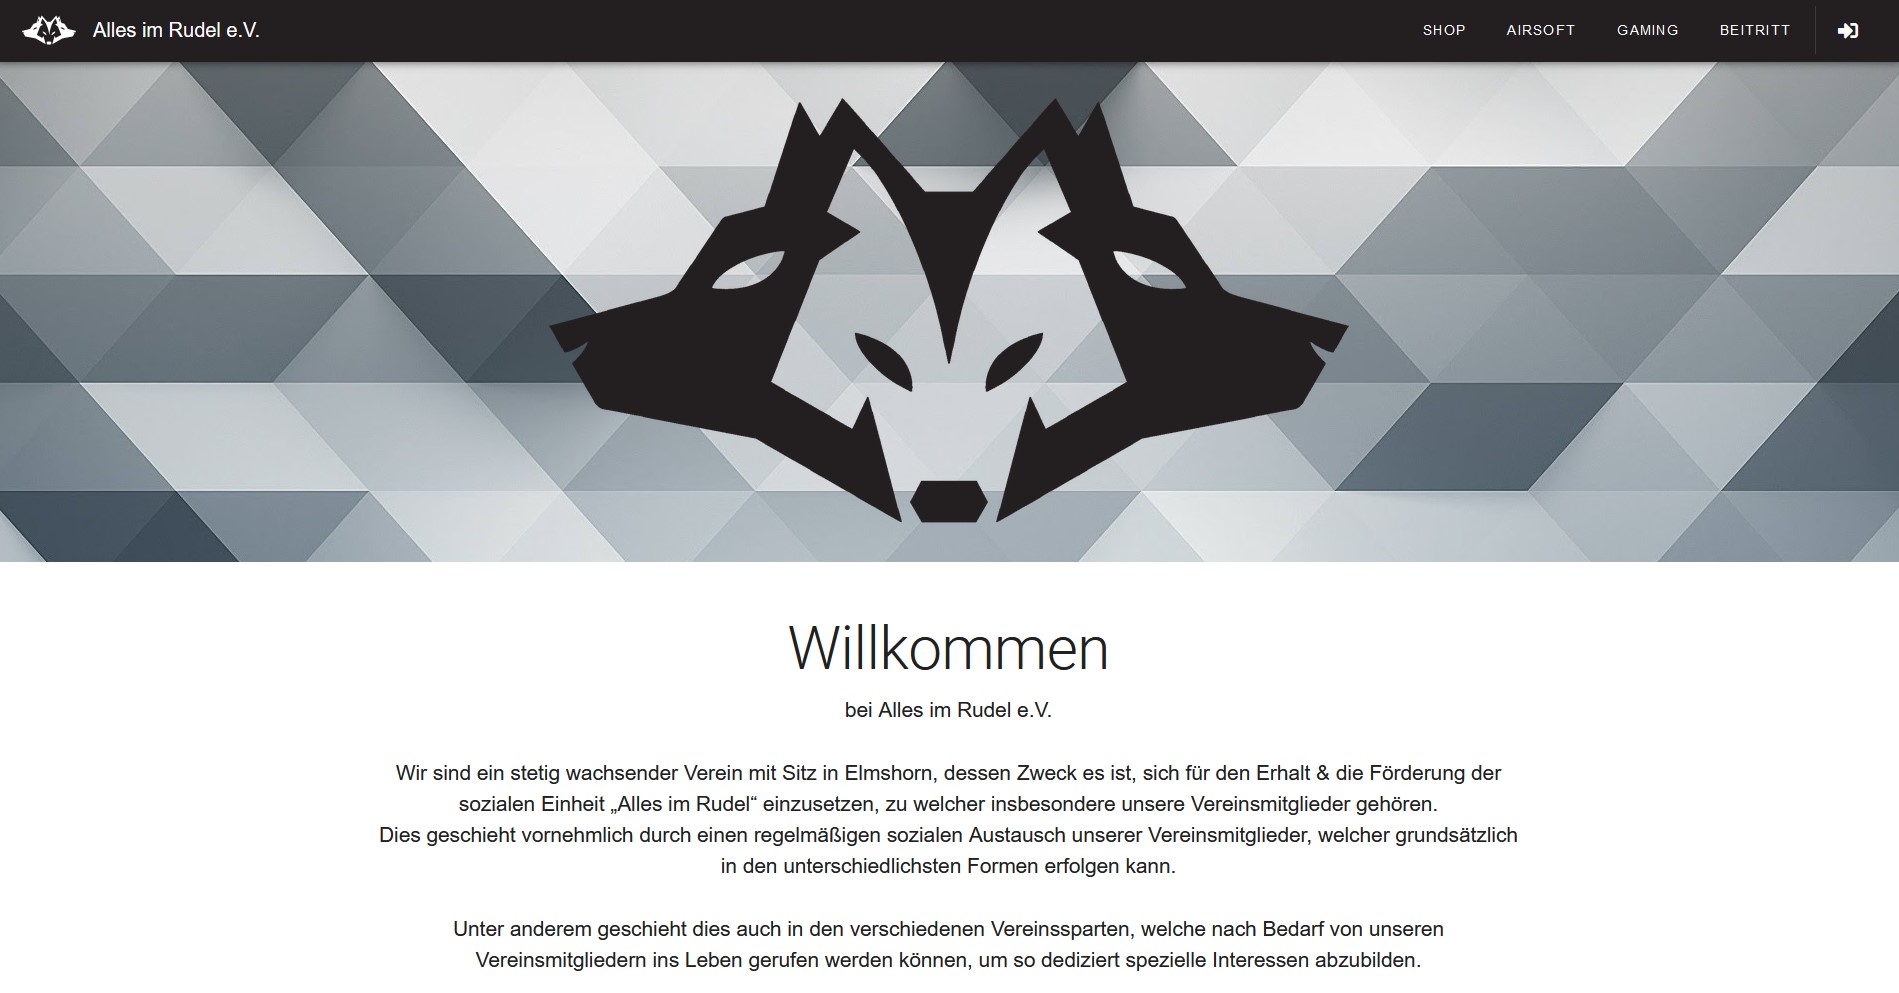 Alles im Rudel e.V.
SHOP AIRSOFT GAMING BEITRITT
Willkommen
bei Alles im Rudel e.V.
Wir sind ein stetig wachsender Verein mit Sitz in Elmshorn, dessen Zweck es ist, sich für den Erhalt & die Förderung der
sozialen Einheit „Alles im Rudel“ einzusetzen, zu welcher insbesondere unsere Vereinsmitglieder gehören.
Dies geschieht vornehmlich durch einen regelmäßigen sozialen Austausch unserer Vereinsmitglieder, welcher grundsätzlich
in den unterschiedlichsten Formen erfolgen kann.
Unter anderem geschieht dies auch in den verschiedenen Vereinssparten, welche nach Bedarf von unseren
Vereinsmitgliedern ins Leben gerufen werden können, um so dediziert spezielle Interessen abzubilden.